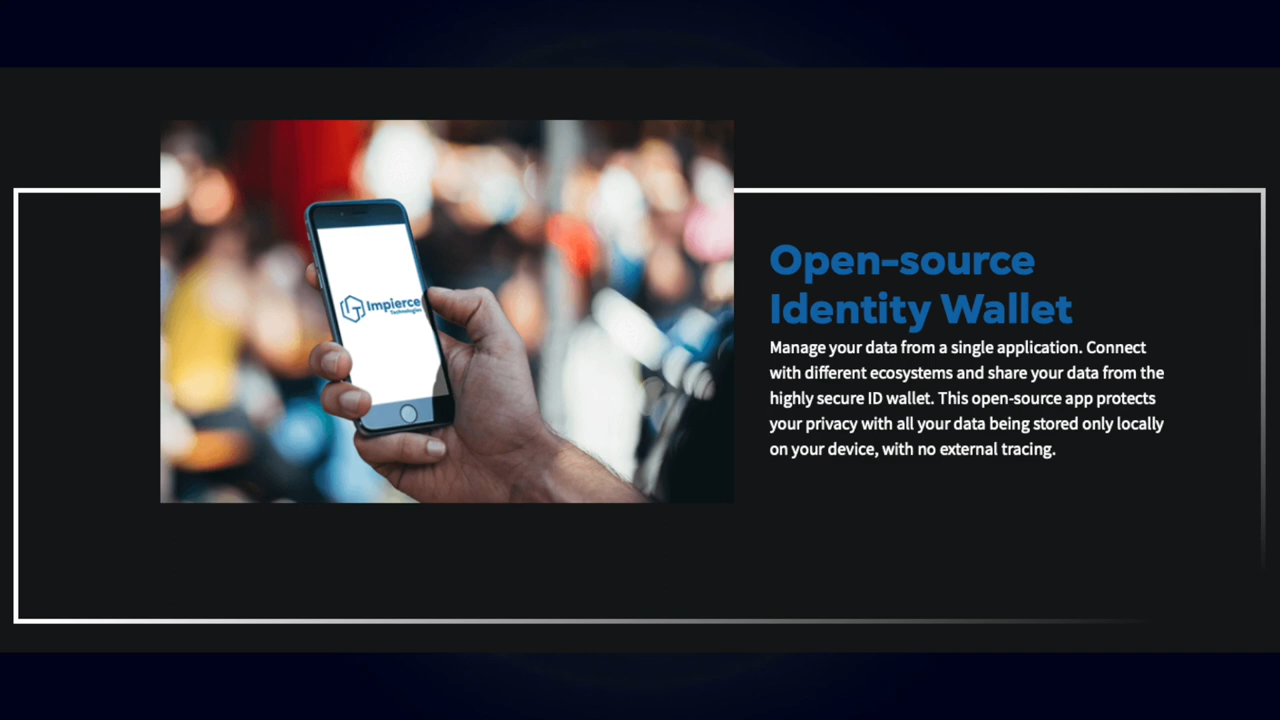 Impierce
Technologies
Open-source
Identity Wallet
Manage your data from a single application. Connect
with different ecosystems and share your data from the
highly secure ID wallet. This open-source app protects
your privacy with all your data being stored only locally
on your device, with no external tracing.